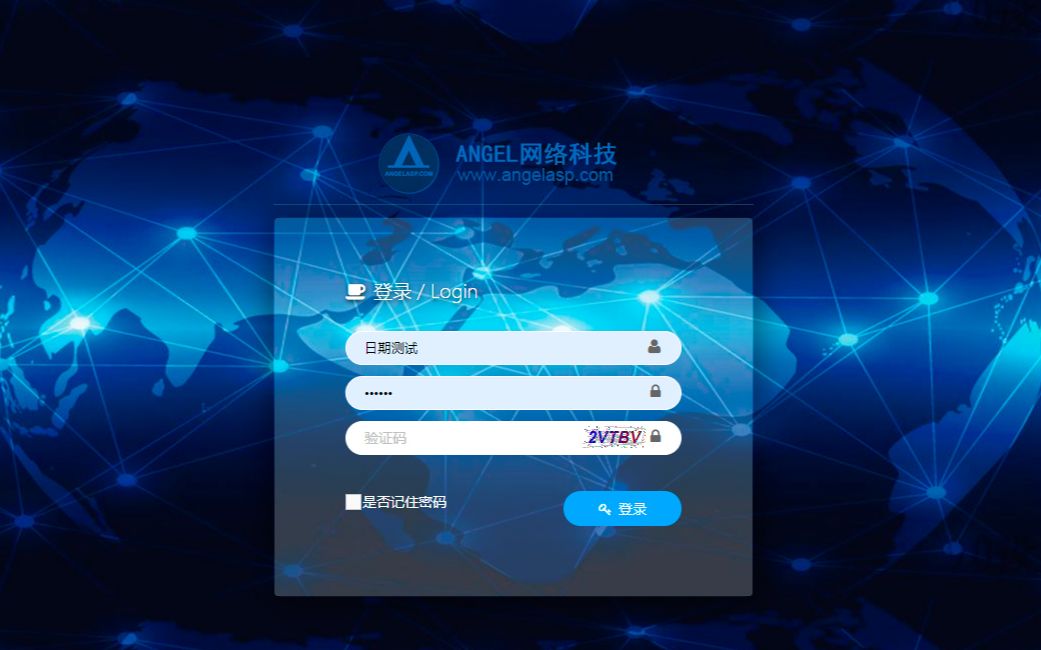 ANGEL网络科技
ANGELASP.COM
www.angelasp.com
登录 / Login
日期测试
••••••
验证码
2VTBV
是否记住密码
登录